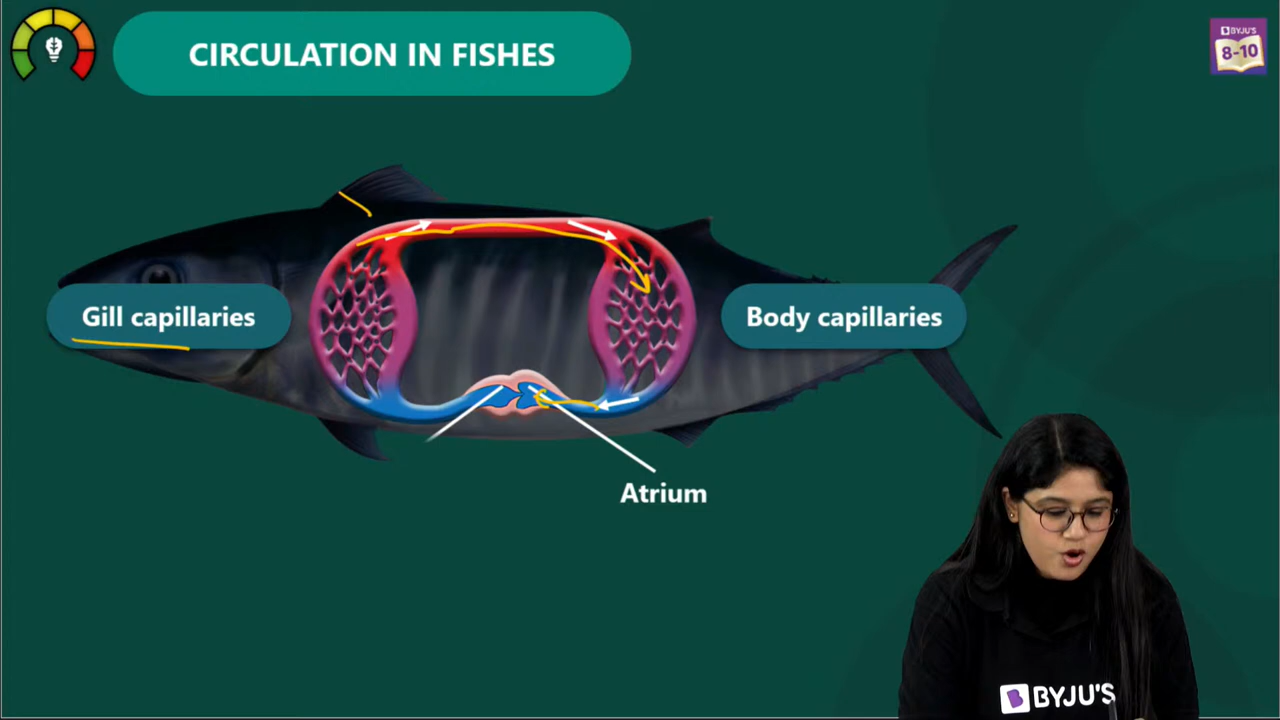 CIRCULATION IN FISHES
BYJU'S
8-10
Gill capillaries
Body capillaries
Atrium
BYJU'S